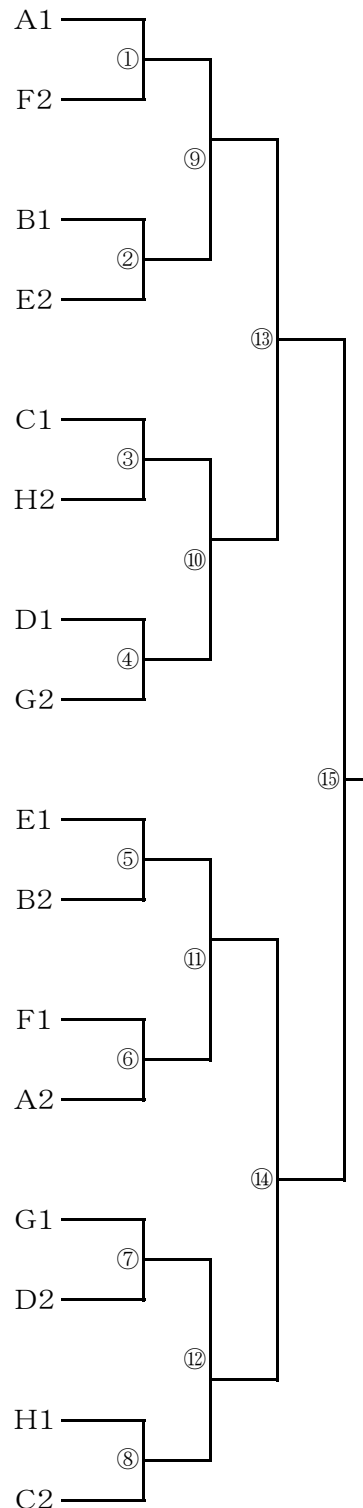 A1
①
F2
⑨
B1
②
E2
⑬
C1
③
H2
⑩
D1
④
G2
⑮
E1
⑤
B2
⑪
F1
⑥
A2
⑭
G1
⑦
D2
⑫
H1
⑧
C2